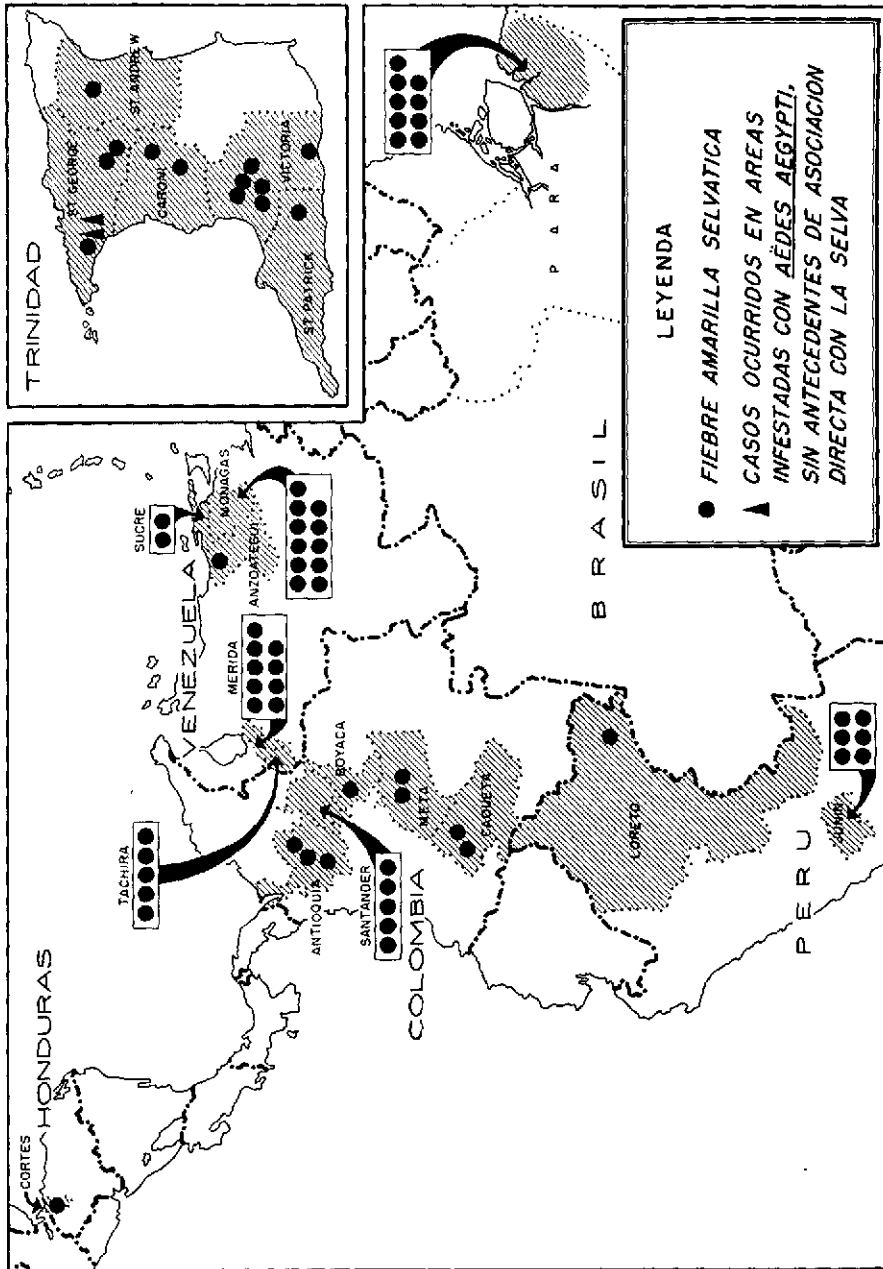 TRINIDAD
ST. GEORGE
ST. ANDREW
CARONI
VICTORIA
ST. PATRICK
HONDURAS
CORTES
VENEZUELA
SUCRE
MONAGAS
ANZOATEGUI
MERIDA
TACHIRA
COLOMBIA
ANTIOQUIA
SANTANDER
BOYACA
META
CAQUETA
PERU
LORETO
JUNIN
BRASIL
PARA
LEYENDA
FIEBRE AMARILLA SELVATICA
CASOS OCURRIDOS EN AREAS
INFESTADAS CON AËDES AEGYPTI,
SIN ANTECEDENTES DE ASOCIACION
DIRECTA CON LA SELVA